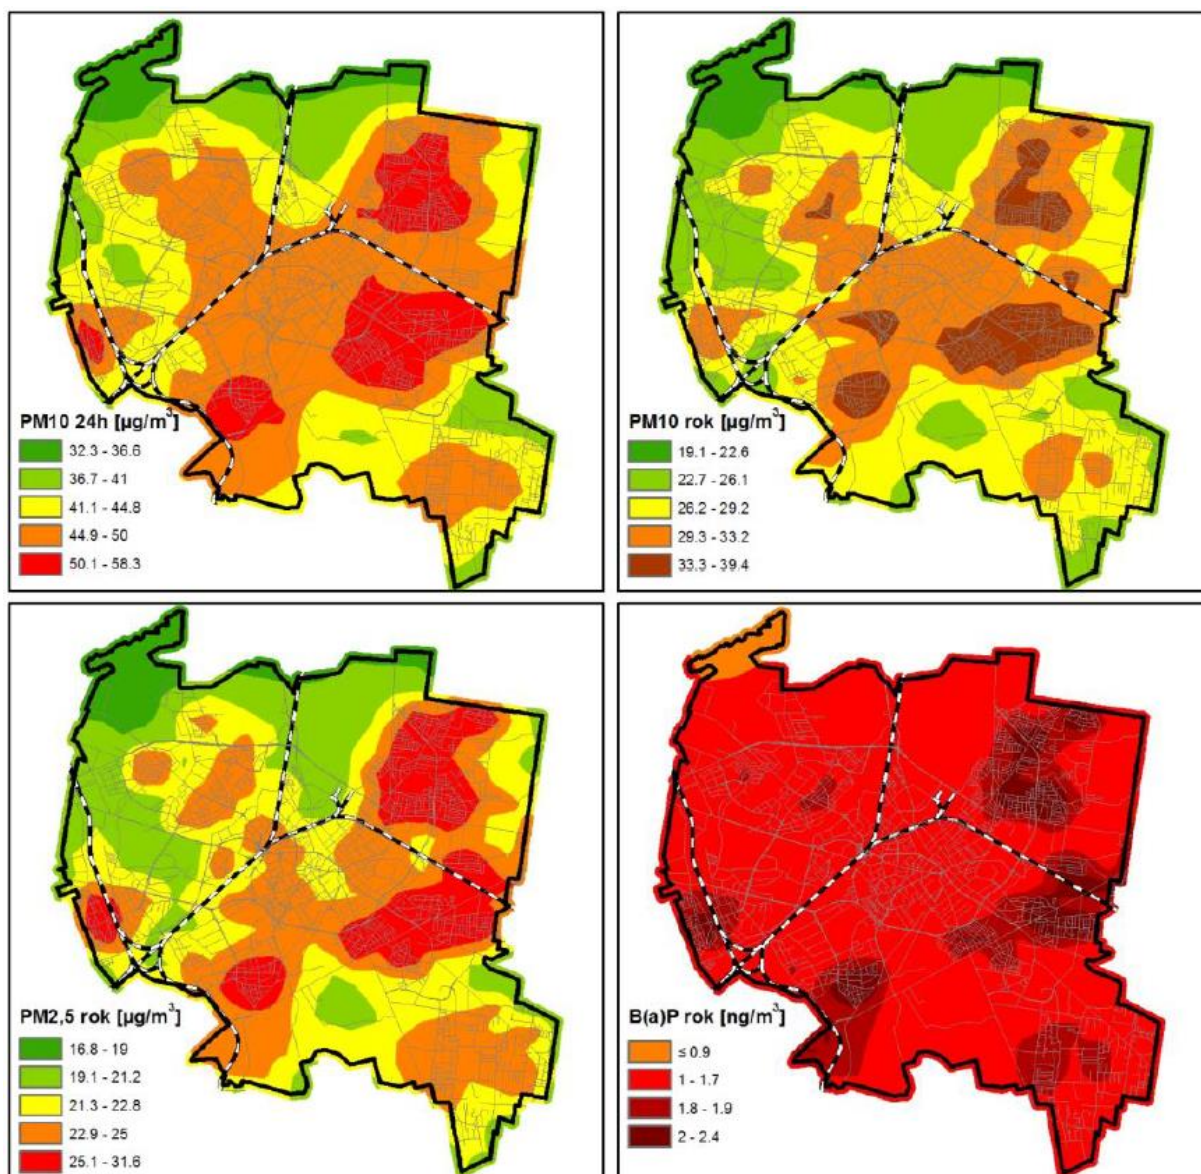 PM10 24h [µg/m³]
32.3 - 36.6
36.7 - 41
41.1 - 44.8
44.9 - 50
50.1 - 58.3
PM10 rok [µg/m³]
19.1 - 22.6
22.7 - 26.1
26.2 - 29.2
29.3 - 33.2
33.3 - 39.4
PM2,5 rok [µg/m³]
16.8 - 19
19.1 - 21.2
21.3 - 22.8
22.9 - 25
25.1 - 31.6
B(a)P rok [ng/m³]
≤ 0.9
1 - 1.7
1.8 - 1.9
2 - 2.4